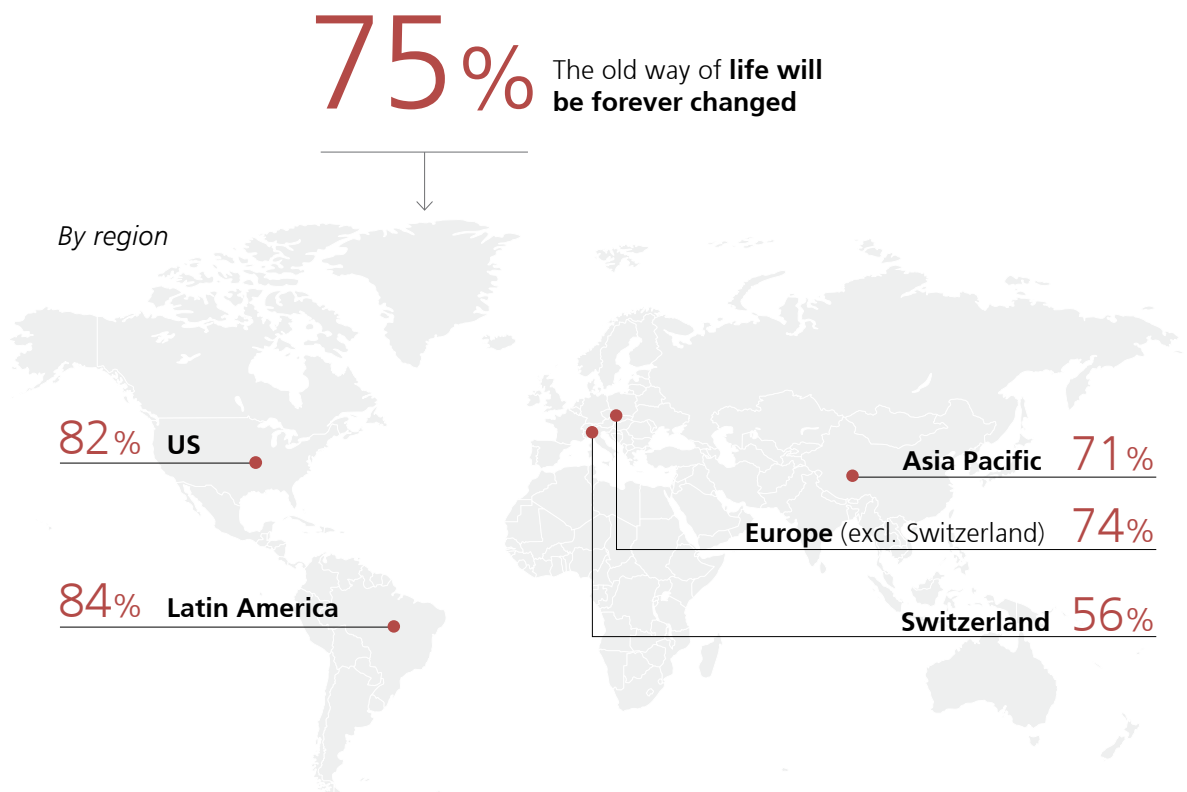 75% The old way of life will
be forever changed
By region
82% US
84% Latin America
Asia Pacific 71%
Europe (excl. Switzerland) 74%
Switzerland 56%